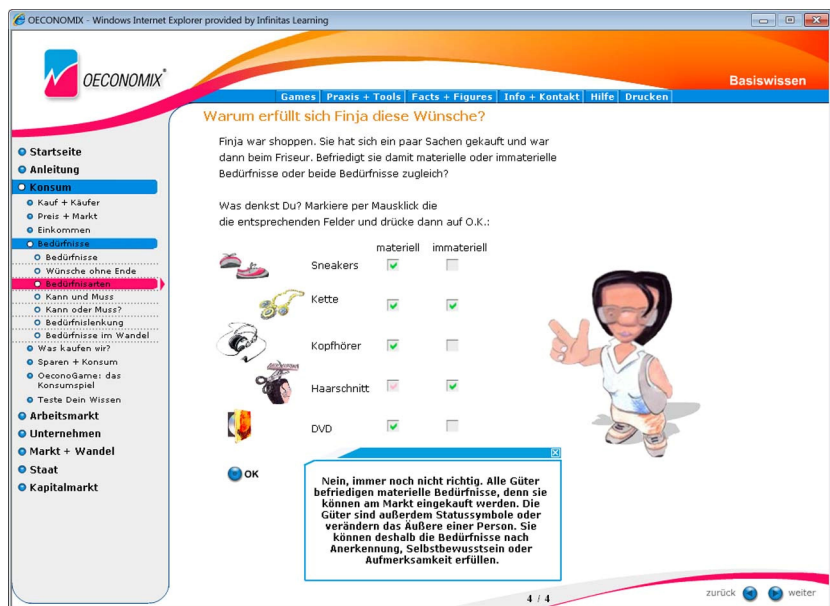 OECONOMIX - Windows Internet Explorer provided by Infinitas Learning
OECONOMIX
Basiswissen
Games Praxis + Tools Facts + Figures Info + Kontakt Hilfe Drucken
Warum erfüllt sich Finja diese Wünsche?
Finja war shoppen. Sie hat sich ein paar Sachen gekauft und war
dann beim Friseur. Befriedigt sie damit materielle oder immaterielle
Bedürfnisse oder beide Bedürfnisse zugleich?
Was denkst Du? Markiere per Mausklick die
die entsprechenden Felder und drücke dann auf O.K.:
Startseite
Anleitung
Konsum
Kauf + Käufer
Preis + Markt
Einkommen
Bedürfnisse
Bedürfnisse
Wünsche ohne Ende
Bedürfnisarten
Kann und Muss
Kann oder Muss?
Bedürfnislenkung
Bedürfnisse im Wandel
Was kaufen wir?
Sparen + Konsum
OeconoGame: das
Konsumspiel
Teste Dein Wissen
Arbeitsmarkt
Unternehmen
Markt + Wandel
Staat
Kapitalmarkt
materiell immateriell
Sneakers
Kette
Kopfhörer
Haarschnitt
DVD
OK
Nein, immer noch nicht richtig. Alle Güter
befriedigen materielle Bedürfnisse, denn sie
können am Markt eingekauft werden. Die
Güter sind außerdem Statussymbole oder
verändern das Äußere einer Person. Sie
können deshalb die Bedürfnisse nach
Anerkennung, Selbstbewusstsein oder
Aufmerksamkeit erfüllen.
4 / 4
zurück weiter